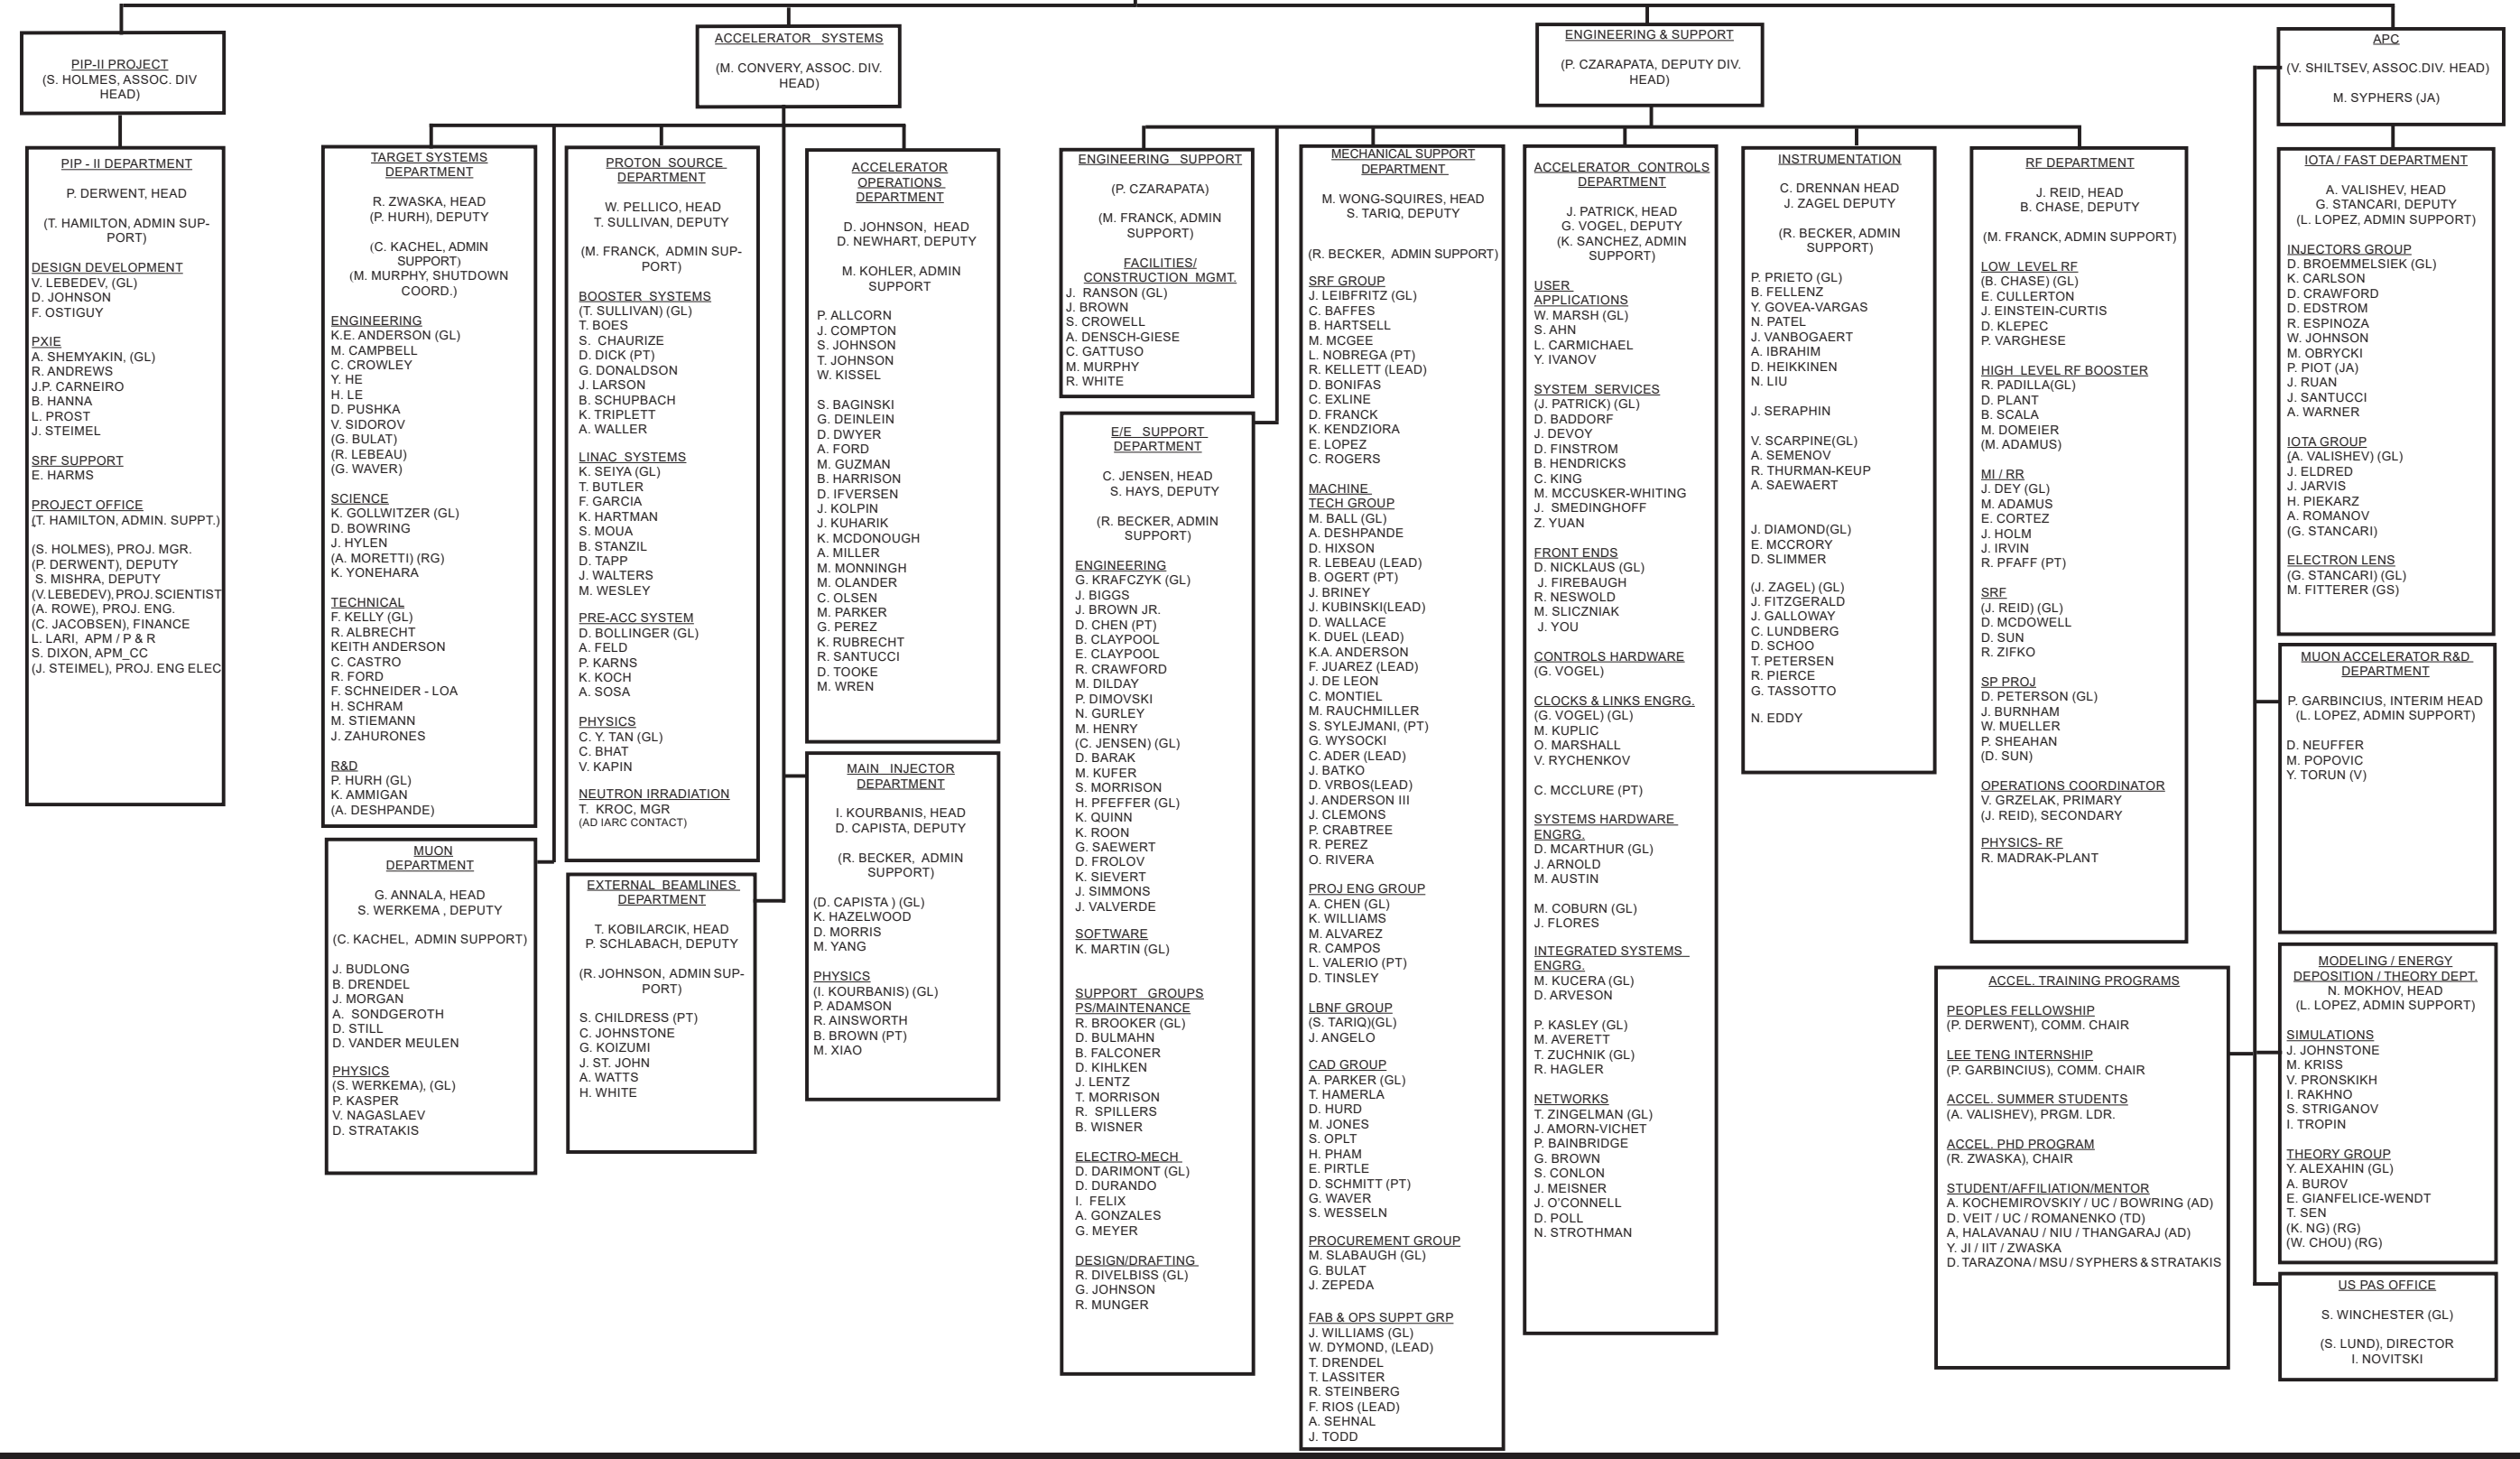 PIP-II PROJECT
(S. HOLMES, ASSOC. DIV
HEAD)
ACCELERATOR SYSTEMS
(M. CONVERY, ASSOC. DIV.
HEAD)
ENGINEERING & SUPPORT
(P. CZARAPATA, DEPUTY DIV.
HEAD)
APC
(V. SHILTSEV, ASSOC.DIV. HEAD)
M. SYPHERS (JA)
PIP - II DEPARTMENT
P. DERWENT, HEAD
(T. HAMILTON, ADMIN SUP-
PORT)
DESIGN DEVELOPMENT
V. LEBEDEV, (GL)
D. JOHNSON
F. OSTIGUY
PXIE
A. SHEMYAKIN, (GL)
R. ANDREWS
J.P. CARNEIRO
B. HANNA
L. PROST
J. STEIMEL
SRF SUPPORT
E. HARMS
PROJECT OFFICE
(T. HAMILTON, ADMIN. SUPPT.)
(S. HOLMES), PROJ. MGR.
(P. DERWENT), DEPUTY
S. MISHRA, DEPUTY
(V. LEBEDEV), PROJ. SCIENTIST
(A. ROWE), PROJ. ENG.
(C. JACOBSEN), FINANCE
L. LARI, APM / P & R
S. DIXON, APM_CC
(J. STEIMEL), PROJ. ENG ELEC
TARGET SYSTEMS
DEPARTMENT
R. ZWASKA, HEAD
(P. HURH), DEPUTY
(C. KACHEL, ADMIN
SUPPORT)
(M. MURPHY, SHUTDOWN
COORD.)
ENGINEERING
K.E. ANDERSON (GL)
M. CAMPBELL
C. CROWLEY
Y. HE
H. LE
D. PUSHKA
V. SIDOROV
(G. BULAT)
(R. LEBEAU)
(G. WAVER)
SCIENCE
K. GOLLWITZER (GL)
D. BOWRING
J. HYLEN
(A. MORETTI) (RG)
K. YONEHARA
TECHNICAL
F. KELLY (GL)
R. ALBRECHT
KEITH ANDERSON
C. CASTRO
R. FORD
F. SCHNEIDER - LOA
H. SCHRAM
M. STIEMANN
J. ZAHURONES
R&D
P. HURH (GL)
K. AMMIGAN
(A. DESHPANDE)
MUON
DEPARTMENT
G. ANNALA, HEAD
S. WERKEMA , DEPUTY
(C. KACHEL, ADMIN SUPPORT)
J. BUDLONG
B. DRENDEL
J. MORGAN
A. SONDGEROTH
D. STILL
D. VANDER MEULEN
PHYSICS
(S. WERKEMA), (GL)
P. KASPER
V. NAGASLAEV
D. STRATAKIS
PROTON SOURCE
DEPARTMENT
W. PELLICO, HEAD
T. SULLIVAN, DEPUTY
(M. FRANCK, ADMIN SUP-
PORT)
BOOSTER SYSTEMS
(T. SULLIVAN) (GL)
T. BOES
S. CHAURIZE
D. DICK (PT)
G. DONALDSON
J. LARSON
B. SCHUPBACH
K. TRIPLETT
A. WALLER
LINAC SYSTEMS
K. SEIYA (GL)
T. BUTLER
F. GARCIA
K. HARTMAN
S. MOUA
B. STANZIL
D. TAPP
J. WALTERS
M. WESLEY
PRE-ACC SYSTEM
D. BOLLINGER (GL)
A. FELD
P. KARNS
K. KOCH
A. SOSA
PHYSICS
C. Y. TAN (GL)
C. BHAT
V. KAPIN
NEUTRON IRRADIATION
T. KROC, MGR
(AD IARC CONTACT)
EXTERNAL BEAMLINES
DEPARTMENT
T. KOBILARCIK, HEAD
P. SCHLABACH, DEPUTY
(R. JOHNSON, ADMIN SUP-
PORT)
S. CHILDRESS (PT)
C. JOHNSTONE
G. KOIZUMI
J. ST. JOHN
A. WATTS
H. WHITE
ACCELERATOR
OPERATIONS
DEPARTMENT
D. JOHNSON, HEAD
D. NEWHART, DEPUTY
M. KOHLER, ADMIN
SUPPORT
P. ALLCORN
J. COMPTON
S. JOHNSON
T. JOHNSON
W. KISSEL
S. BAGINSKI
G. DEINLEIN
D. DWYER
A. FORD
M. GUZMAN
B. HARRISON
D. IFVERSEN
J. KOLPIN
J. KUHARIK
K. MCDONOUGH
A. MILLER
M. MONNINGH
M. OLANDER
C. OLSEN
M. PARKER
G. PEREZ
K. RUBRECHT
R. SANTUCCI
D. TOOKE
M. WREN
MAIN INJECTOR
DEPARTMENT
I. KOURBANIS, HEAD
D. CAPISTA, DEPUTY
(R. BECKER, ADMIN
SUPPORT)
(D. CAPISTA ) (GL)
K. HAZELWOOD
D. MORRIS
M. YANG
PHYSICS
(I. KOURBANIS) (GL)
P. ADAMSON
R. AINSWORTH
B. BROWN (PT)
M. XIAO
ENGINEERING SUPPORT
(P. CZARAPATA)
(M. FRANCK, ADMIN
SUPPORT)
FACILITIES/
CONSTRUCTION MGMT.
J. RANSON (GL)
J. BROWN
S. CROWELL
A. DENSCH-GIESE
C. GATTUSO
M. MURPHY
R. WHITE
E/E SUPPORT
DEPARTMENT
C. JENSEN, HEAD
S. HAYS, DEPUTY
(R. BECKER, ADMIN
SUPPORT)
ENGINEERING
G. KRAFCZYK (GL)
J. BIGGS
J. BROWN JR.
D. CHEN (PT)
B. CLAYPOOL
E. CLAYPOOL
R. CRAWFORD
M. DILDAY
P. DIMOVSKI
N. GURLEY
M. HENRY
(C. JENSEN) (GL)
D. BARAK
M. KUFER
S. MORRISON
H. PFEFFER (GL)
K. QUINN
K. ROON
G. SAEWERT
D. FROLOV
K. SIEVERT
J. SIMMONS
J. VALVERDE
SOFTWARE
K. MARTIN (GL)
SUPPORT GROUPS
PS/MAINTENANCE
R. BROOKER (GL)
D. BULMAHN
B. FALCONER
D. KIHLKEN
J. LENTZ
T. MORRISON
R. SPILLERS
B. WISNER
ELECTRO-MECH
D. DARIMONT (GL)
D. DURANDO
I. FELIX
A. GONZALES
G. MEYER
DESIGN/DRAFTING
R. DIVELBISS (GL)
G. JOHNSON
R. MUNGER
MECHANICAL SUPPORT
DEPARTMENT
M. WONG-SQUIRES, HEAD
S. TARIQ, DEPUTY
(R. BECKER, ADMIN SUPPORT)
SRF GROUP
J. LEIBFRITZ (GL)
C. BAFFES
B. HARTSELL
M. MCGEE
L. NOBREGA (PT)
R. KELLETT (LEAD)
D. BONIFAS
C. EXLINE
D. FRANCK
K. KENDZIORA
E. LOPEZ
C. ROGERS
MACHINE
TECH GROUP
M. BALL (GL)
A. DESHPANDE
D. HIXSON
R. LEBEAU (LEAD)
B. OGERT (PT)
J. BRINEY
J. KUBINSKI(LEAD)
D. WALLACE
K. DUEL (LEAD)
K.A. ANDERSON
F. JUAREZ (LEAD)
J. DE LEON
C. MONTIEL
M. RAUCHMILLER
S. SYLEJMANI, (PT)
G. WYSOCKI
C. ADER (LEAD)
J. BATKO
D. VRBOS(LEAD)
J. ANDERSON III
J. CLEMONS
P. CRABTREE
R. PEREZ
O. RIVERA
PROJ ENG GROUP
A. CHEN (GL)
K. WILLIAMS
M. ALVAREZ
R. CAMPOS
L. VALERIO (PT)
D. TINSLEY
LBNF GROUP
(S. TARIQ)(GL)
J. ANGELO
CAD GROUP
A. PARKER (GL)
T. HAMERLA
D. HURD
M. JONES
S. OPLT
H. PHAM
E. PIRTLE
D. SCHMITT (PT)
G. WAVER
S. WESSELN
PROCUREMENT GROUP
M. SLABAUGH (GL)
G. BULAT
J. ZEPEDA
FAB & OPS SUPPT GRP
J. WILLIAMS (GL)
W. DYMOND, (LEAD)
T. DRENDEL
T. LASSITER
R. STEINBERG
F. RIOS (LEAD)
A. SEHNAL
J. TODD
ACCELERATOR CONTROLS
DEPARTMENT
J. PATRICK, HEAD
G. VOGEL, DEPUTY
(K. SANCHEZ, ADMIN
SUPPORT)
USER
APPLICATIONS
W. MARSH (GL)
S. AHN
L. CARMICHAEL
Y. IVANOV
SYSTEM SERVICES
(J. PATRICK) (GL)
D. BADDORF
J. DEVOY
D. FINSTROM
B. HENDRICKS
C. KING
M. MCCUSKER-WHITING
J. SMEDINGHOFF
Z. YUAN
FRONT ENDS
D. NICKLAUS (GL)
J. FIREBAUGH
R. NESWOLD
M. SLICZNIAK
J. YOU
CONTROLS HARDWARE
(G. VOGEL)
CLOCKS & LINKS ENGRG.
(G. VOGEL) (GL)
M. KUPLIC
O. MARSHALL
V. RYCHENKOV
C. MCCLURE (PT)
SYSTEMS HARDWARE
ENGRG.
D. MCARTHUR (GL)
J. ARNOLD
M. AUSTIN
M. COBURN (GL)
J. FLORES
INTEGRATED SYSTEMS
ENGRG.
M. KUCERA (GL)
D. ARVESON
P. KASLEY (GL)
M. AVERETT
T. ZUCHNIK (GL)
R. HAGLER
NETWORKS
T. ZINGELMAN (GL)
J. AMORN-VICHET
P. BAINBRIDGE
G. BROWN
S. CONLON
J. MEISNER
J. O'CONNELL
D. POLL
N. STROTHMAN
INSTRUMENTATION
C. DRENNAN HEAD
J. ZAGEL DEPUTY
(R. BECKER, ADMIN
SUPPORT)
P. PRIETO (GL)
B. FELLENZ
Y. GOVEA-VARGAS
N. PATEL
J. VANBOGAERT
A. IBRAHIM
D. HEIKKINEN
N. LIU
J. SERAPHIN
V. SCARPINE(GL)
A. SEMENOV
R. THURMAN-KEUP
A. SAEWAERT
J. DIAMOND(GL)
E. MCCRORY
D. SLIMMER
(J. ZAGEL) (GL)
J. FITZGERALD
J. GALLOWAY
C. LUNDBERG
D. SCHOO
T. PETERSEN
R. PIERCE
G. TASSOTTO
N. EDDY
RF DEPARTMENT
J. REID, HEAD
B. CHASE, DEPUTY
(M. FRANCK, ADMIN SUPPORT)
LOW LEVEL RF
(B. CHASE) (GL)
E. CULLERTON
J. EINSTEIN-CURTIS
D. KLEPEC
P. VARGHESE
HIGH LEVEL RF BOOSTER
R. PADILLA(GL)
D. PLANT
B. SCALA
M. DOMEIER
(M. ADAMUS)
MI / RR
J. DEY (GL)
M. ADAMUS
E. CORTEZ
J. HOLM
J. IRVIN
R. PFAFF (PT)
SRF
(J. REID) (GL)
D. MCDOWELL
D. SUN
R. ZIFKO
SP PROJ
D. PETERSON (GL)
J. BURNHAM
W. MUELLER
P. SHEAHAN
(D. SUN)
OPERATIONS COORDINATOR
V. GRZELAK, PRIMARY
(J. REID), SECONDARY
PHYSICS- RF
R. MADRAK-PLANT
ACCEL. TRAINING PROGRAMS
PEOPLES FELLOWSHIP
(P. DERWENT), COMM. CHAIR
LEE TENG INTERNSHIP
(P. GARBINCIUS), COMM. CHAIR
ACCEL. SUMMER STUDENTS
(A. VALISHEV), PRGM. LDR.
ACCEL. PHD PROGRAM
(R. ZWASKA), CHAIR
STUDENT/AFFILIATION/MENTOR
A. KOCHEMIROVSKIY / UC / BOWRING (AD)
D. VEIT / UC / ROMANENKO (TD)
A, HALAVANAU / NIU / THANGARAJ (AD)
Y. JI / IIT / ZWASKA
D. TARAZONA / MSU / SYPHERS & STRATAKIS
IOTA / FAST DEPARTMENT
A. VALISHEV, HEAD
G. STANCARI, DEPUTY
(L. LOPEZ, ADMIN SUPPORT)
INJECTORS GROUP
D. BROEMMELSIEK (GL)
K. CARLSON
D. CRAWFORD
D. EDSTROM
R. ESPINOZA
W. JOHNSON
M. OBRYCKI
P. PIOT (JA)
J. RUAN
J. SANTUCCI
A. WARNER
IOTA GROUP
(A. VALISHEV) (GL)
J. ELDRED
J. JARVIS
H. PIEKARZ
A. ROMANOV
(G. STANCARI)
ELECTRON LENS
(G. STANCARI) (GL)
M. FITTERER (GS)
MUON ACCELERATOR R&D
DEPARTMENT
P. GARBINCIUS, INTERIM HEAD
(L. LOPEZ, ADMIN SUPPORT)
D. NEUFFER
M. POPOVIC
Y. TORUN (V)
MODELING / ENERGY
DEPOSITION / THEORY DEPT.
N. MOKHOV, HEAD
(L. LOPEZ, ADMIN SUPPORT)
SIMULATIONS
J. JOHNSTONE
M. KRISS
V. PRONSKIKH
I. RAKHNO
S. STRIGANOV
I. TROPIN
THEORY GROUP
Y. ALEXAHIN (GL)
A. BUROV
E. GIANFELICE-WENDT
T. SEN
(K. NG) (RG)
(W. CHOU) (RG)
US PAS OFFICE
S. WINCHESTER (GL)
(S. LUND), DIRECTOR
I. NOVITSKI